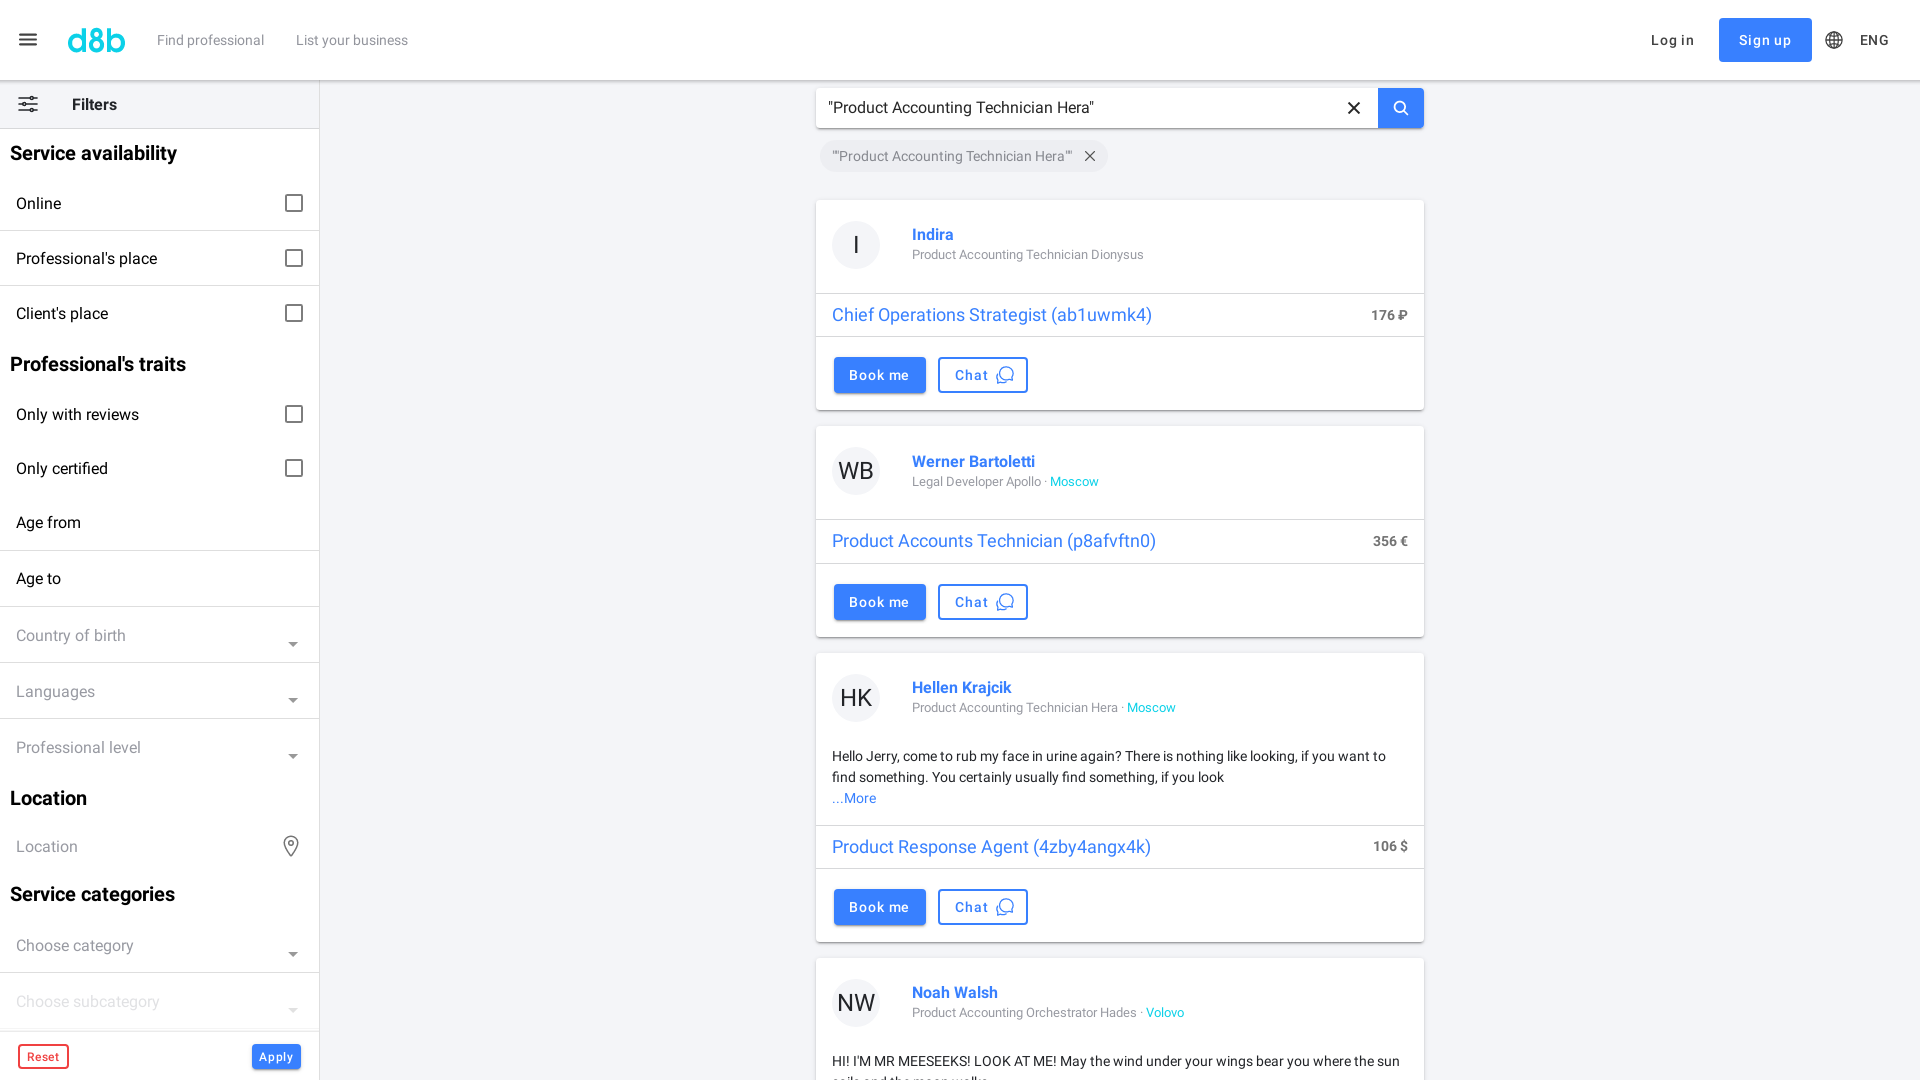 d8b
Find professional
List your business
Log in
Sign up
ENG
Filters
Service availability
Online
Professional's place
Client's place
Professional's traits
Only with reviews
Only certified
Age from
Age to
Country of birth
Languages
Professional level
Location
Location
Service categories
Choose category
Choose subcategory
Reset
Apply
"Product Accounting Technician Hera"
""Product Accounting Technician Hera""
I
Indira
Product Accounting Technician Dionysus
Chief Operations Strategist (ab1uwmk4)
176 ₽
Book me
Chat
WB
Werner Bartoletti
Legal Developer Apollo · Moscow
Product Accounts Technician (p8afvftn0)
356 €
Book me
Chat
HK
Hellen Krajcik
Product Accounting Technician Hera · Moscow
Hello Jerry, come to rub my face in urine again? There is nothing like looking, if you want to
find something. You certainly usually find something, if you look
...More
Product Response Agent (4zby4angx4k)
106 $
Book me
Chat
NW
Noah Walsh
Product Accounting Orchestrator Hades · Volovo
HI! I'M MR MEESEEKS! LOOK AT ME! May the wind under your wings bear you where the sun